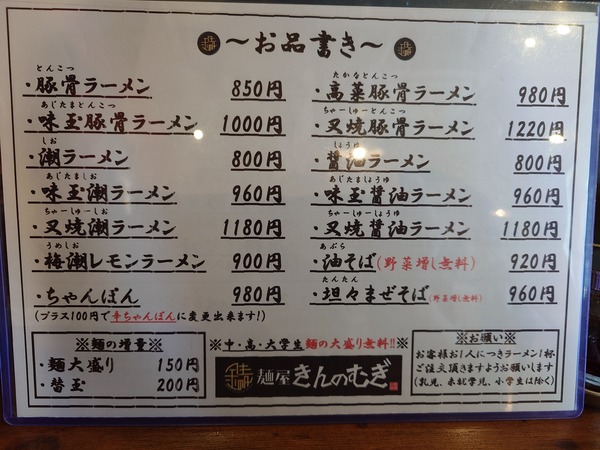 ～お品書き～
とんこつ
・豚骨ラーメン 850円
あじたまとんこつ
・味玉豚骨ラーメン 1000円
しお
・潮ラーメン 800円
あじたましお
・味玉潮ラーメン 960円
ちゃーしゅーしお
・叉焼潮ラーメン 1180円
うめしお
・梅潮レモンラーメン 900円
・ちゃんぽん 980円
(プラス100円で辛ちゃんぽんに変更出来ます!)
たかなとんこつ
・高菜豚骨ラーメン 980円
ちゃーしゅーとんこつ
・叉焼豚骨ラーメン 1220円
しょうゆ
・醤油ラーメン 800円
あじたましょうゆ
・味玉醤油ラーメン 960円
ちゃーしゅーしょうゆ
・叉焼醤油ラーメン 1180円
あぶら
・油そば(野菜増し無料) 920円
たんたん
・坦々まぜそば(野菜増し無料) 960円
※麺の増量※
・麺大盛り 150円
・替玉 200円
※中・高・大学生麺の大盛り無料!!※
麺屋 きんのむぎ
※お願い※
お客様お1人につきラーメン1杯
ご注文頂きますようお願いします
(乳児、未就学児、小学生は除く)